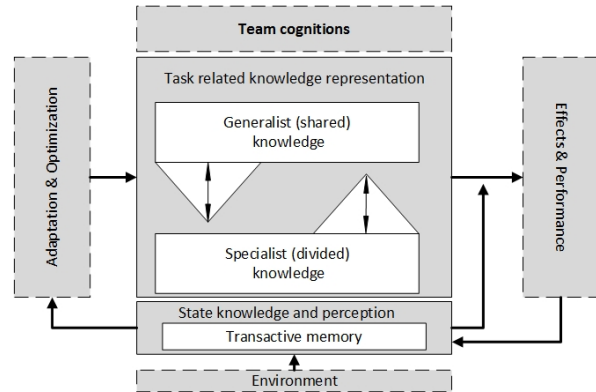 Team cognitions
Task related knowledge representation
Generalist (shared)
knowledge
Adaptation & Optimization
Effects & Performance
Specialist (divided)
knowledge
State knowledge and perception
Transactive memory
Environment